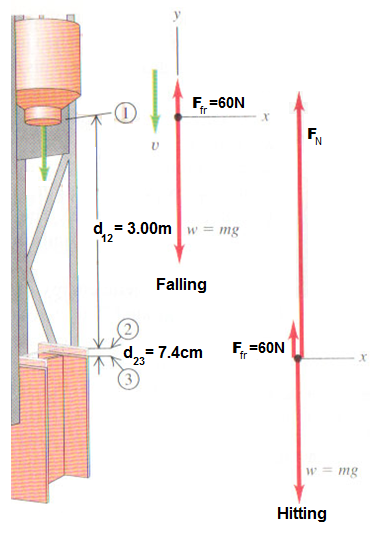 y
①
F_fr =60N
x
v
F_N
d_12 = 3.00m
w = mg
Falling
②
d_23 = 7.4cm
F_fr =60N
x
③
w = mg
Hitting